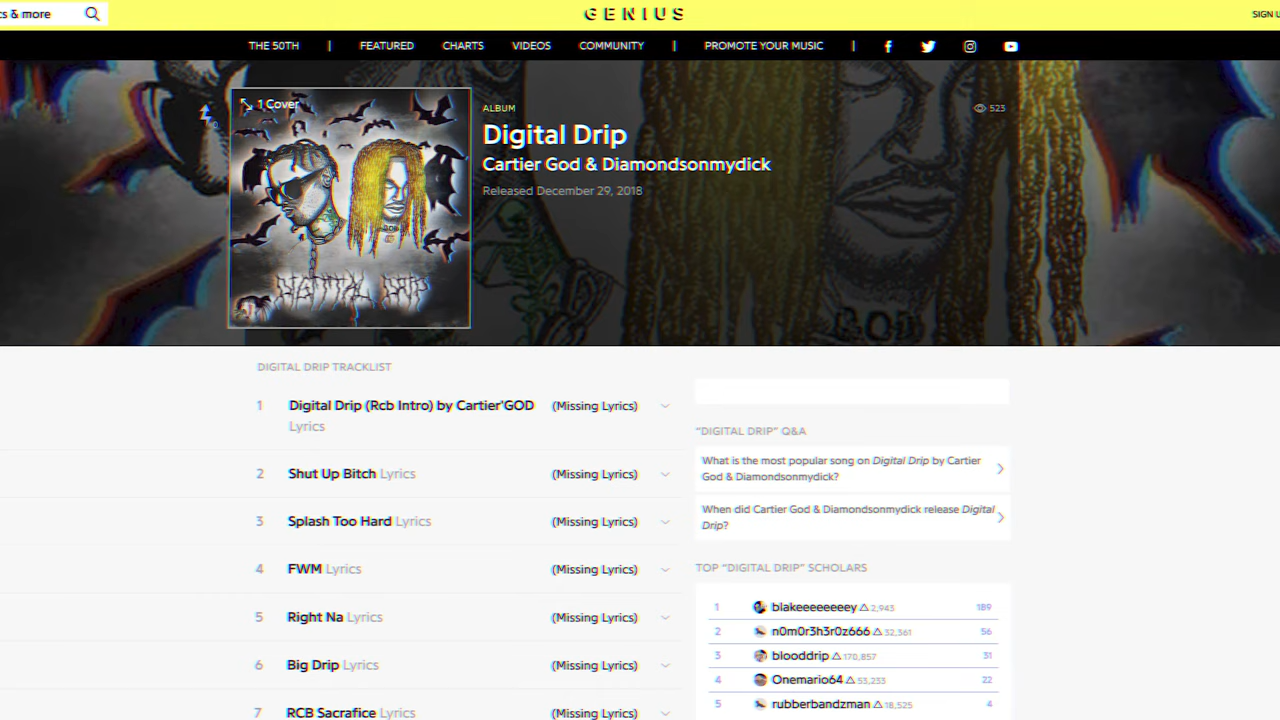 cs & more
GENIUS
SIGN U
THE 50TH | FEATURED CHARTS VIDEOS COMMUNITY | PROMOTE YOUR MUSIC |
1 Cover
DIGITAL DRIP
GOD
ALBUM
523
Digital Drip
Cartier God & Diamondsonmydick
Released December 29, 2018
DIGITAL DRIP TRACKLIST
1 Digital Drip (Rcb Intro) by Cartier'GOD (Missing Lyrics)
Lyrics
2 Shut Up Bitch Lyrics (Missing Lyrics)
3 Splash Too Hard Lyrics (Missing Lyrics)
4 FWM Lyrics (Missing Lyrics)
5 Right Na Lyrics (Missing Lyrics)
6 Big Drip Lyrics (Missing Lyrics)
7 RCB Sacrafice Lyrics (Missing Lyrics)
"DIGITAL DRIP" Q&A
What is the most popular song on Digital Drip by Cartier
God & Diamondsonmydick?
When did Cartier God & Diamondsonmydick release Digital
Drip?
TOP "DIGITAL DRIP" SCHOLARS
1 blakeeeeeeeey 2,943 189
2 n0m0r3h3r0z666 32,361 56
3 blooddrip 170,857 31
4 Onemario64 53,233 22
5 rubberbandzman 18,525 4